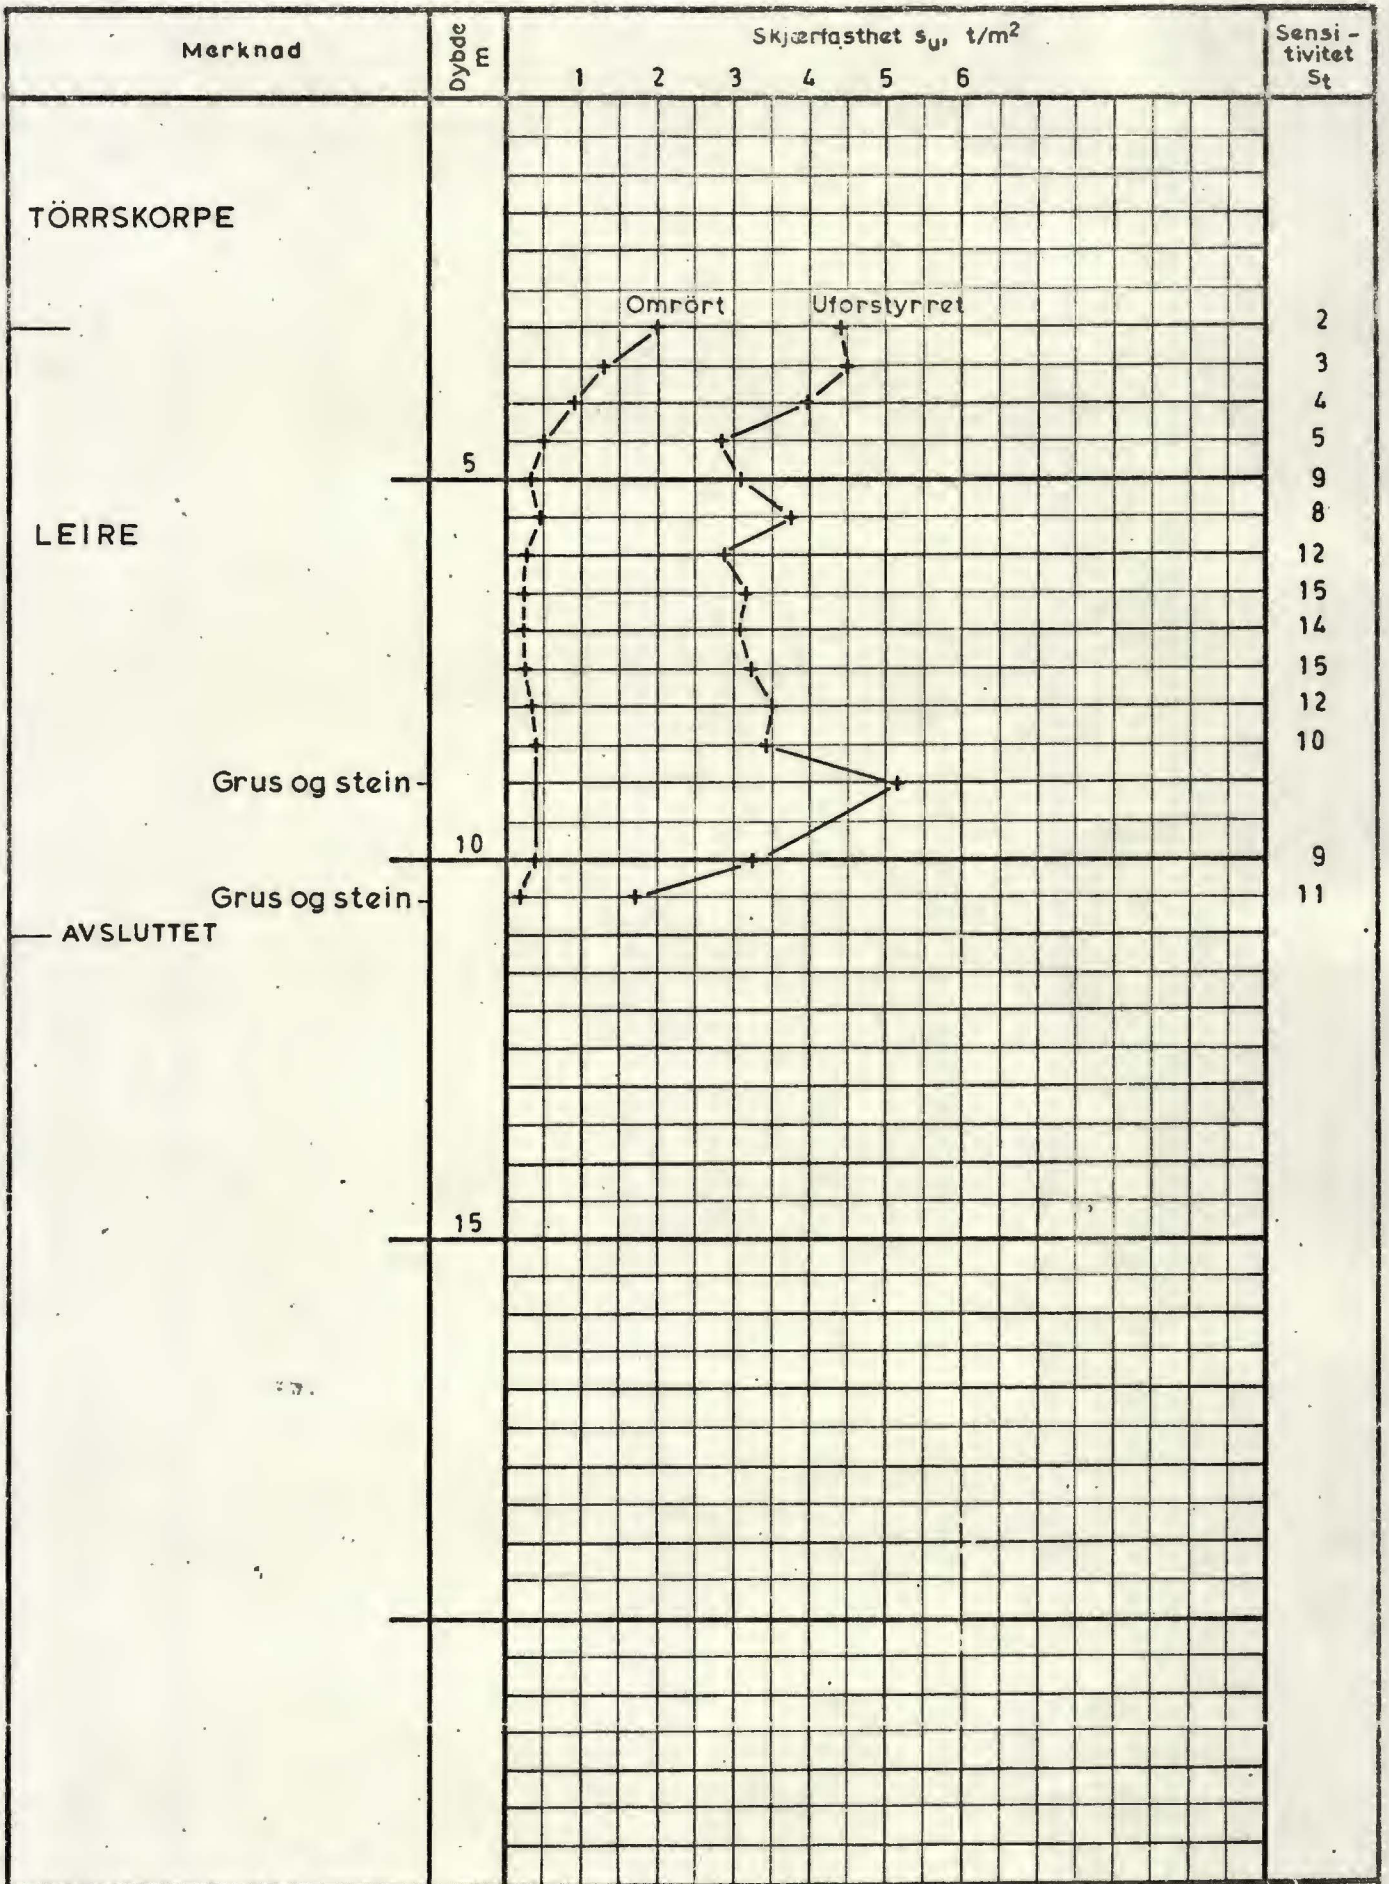 Merknad
Dybde
m
Skjærfasthet su, t/m2
1 2 3 4 5 6
Sensi-
tivitet
St
TÖRRSKORPE
Omrört Uforstyrret
2
3
4
5
5 9
8
LEIRE
12
15
14
15
12
10
Grus og stein
10 9
Grus og stein 11
AVSLUTTET
15